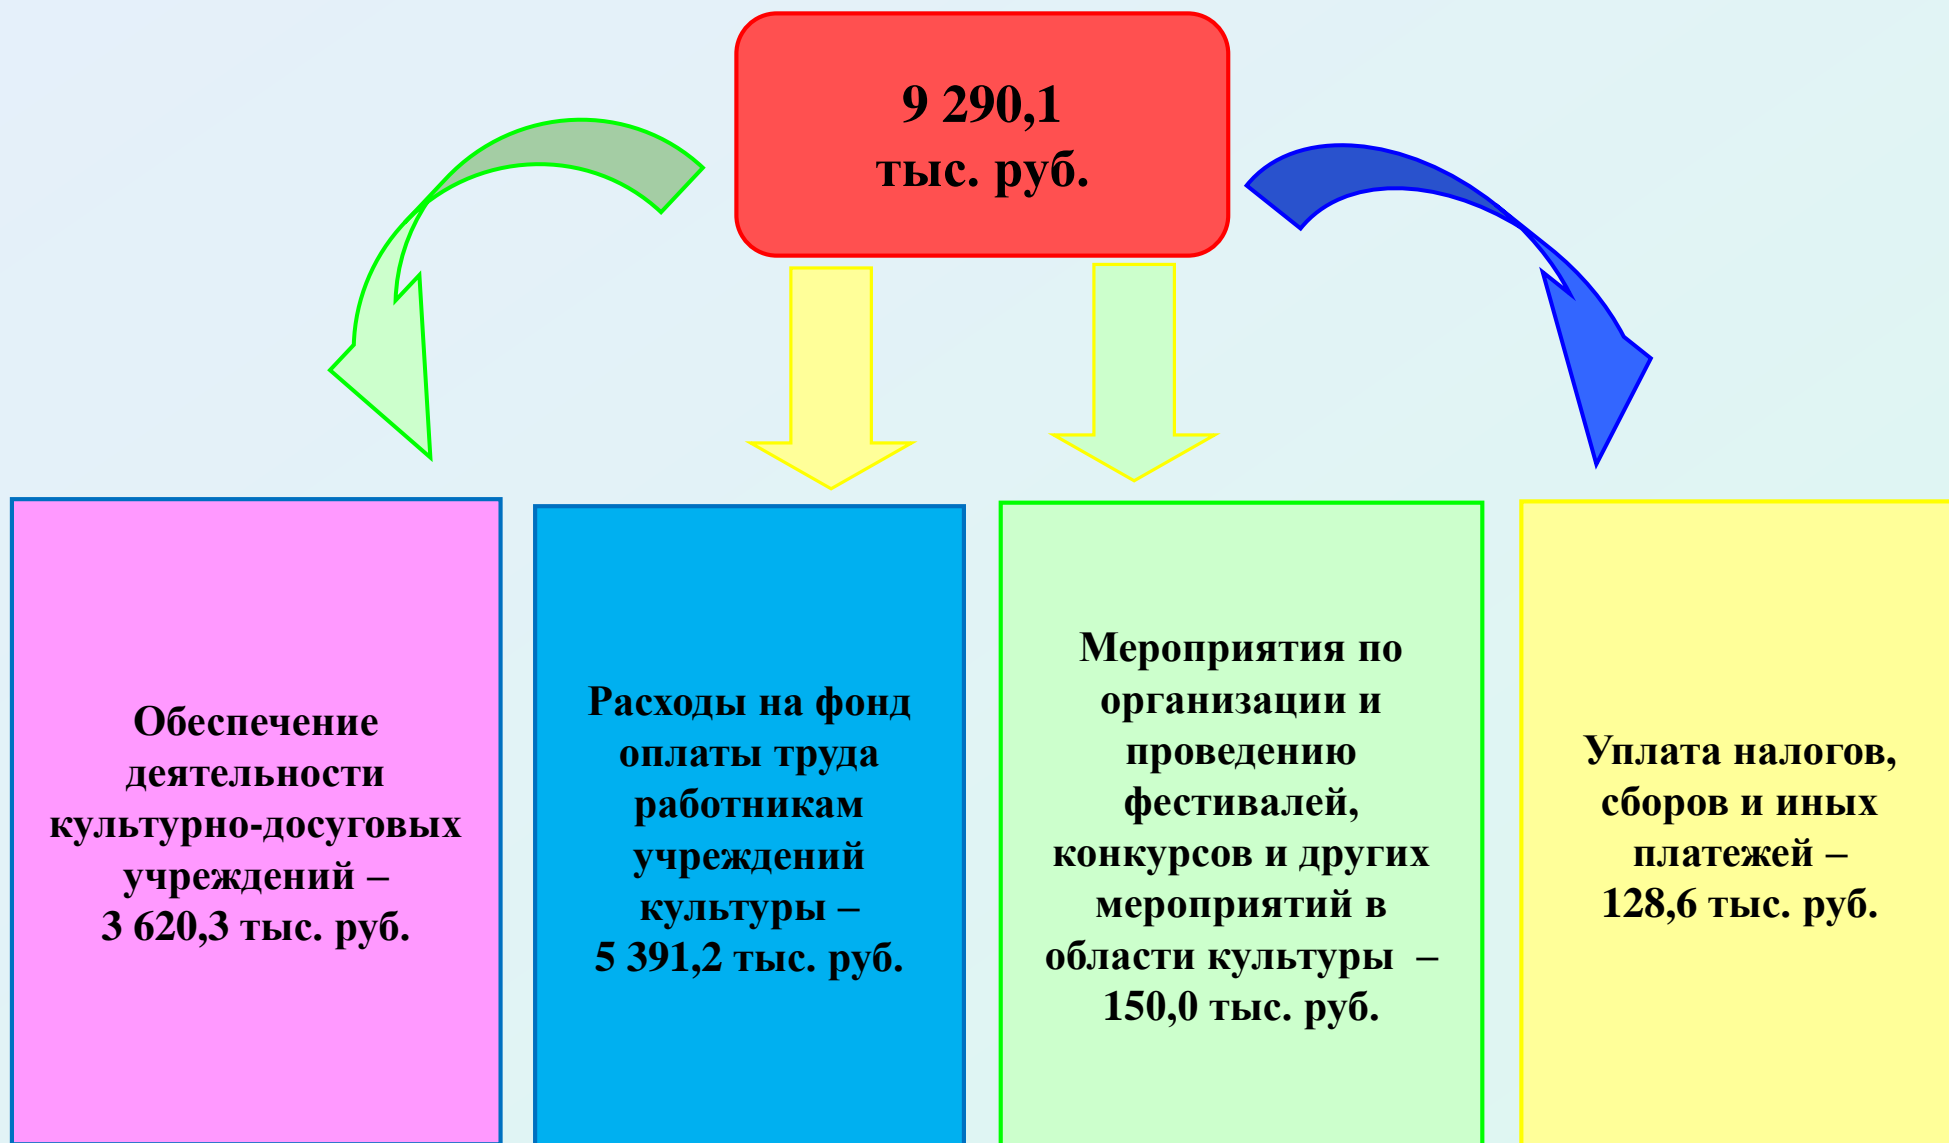 9 290,1
тыс. руб.
Обеспечение
деятельности
культурно-досуговых
учреждений –
3 620,3 тыс. руб.
Расходы на фонд
оплаты труда
работникам
учреждений
культуры –
5 391,2 тыс. руб.
Мероприятия по
организации и
проведению
фестивалей,
конкурсов и других
мероприятий в
области культуры –
150,0 тыс. руб.
Уплата налогов,
сборов и иных
платежей –
128,6 тыс. руб.